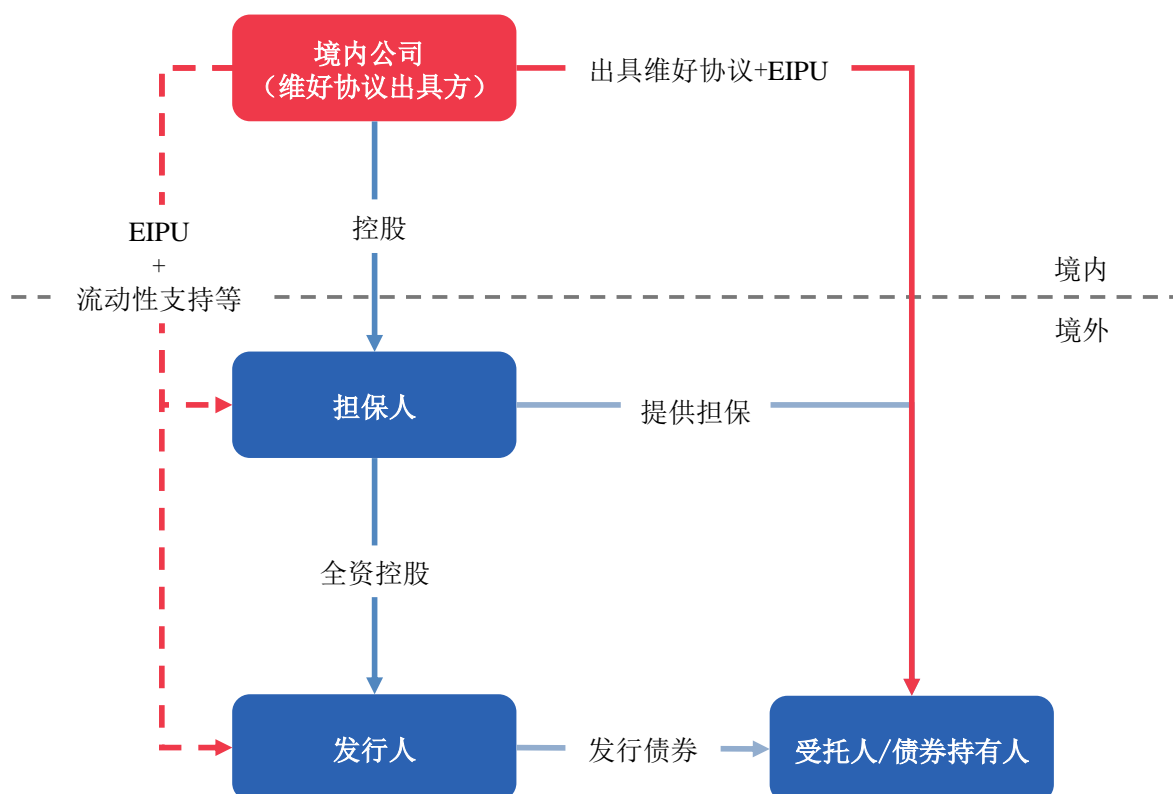 境内公司
（维好协议出具方）
出具维好协议+EIPU
EIPU
+
流动性支持等
控股
境内
境外
担保人
提供担保
全资控股
发行人
发行债券
受托人/债券持有人